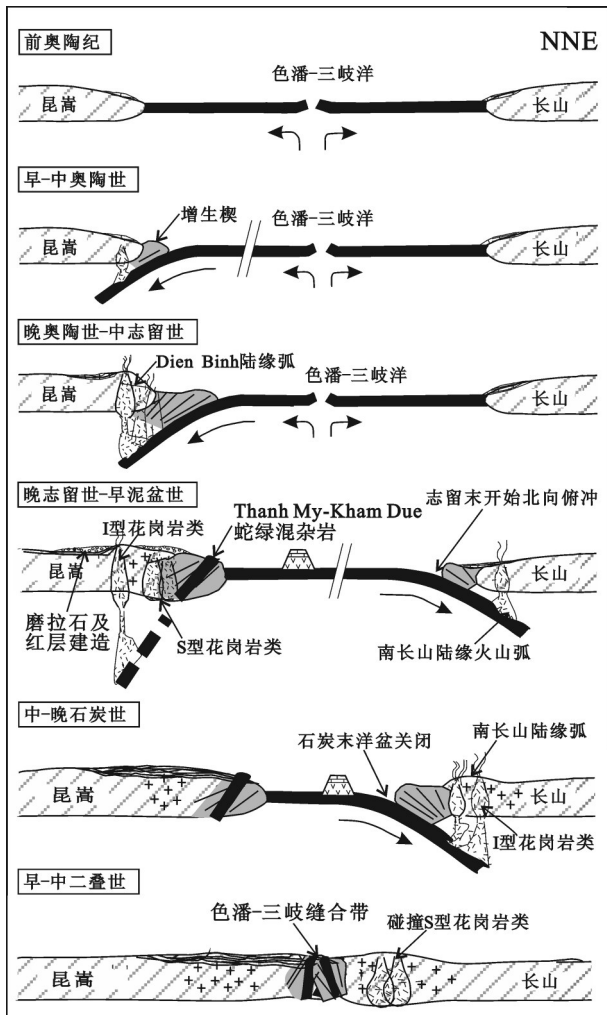 前奥陶纪
NNE
色潘-三岐洋
昆嵩
长山
早-中奥陶世
增生楔
色潘-三岐洋
昆嵩
长山
晚奥陶世-中志留世
Dien Binh陆缘弧
色潘-三岐洋
昆嵩
长山
晚志留世-早泥盆世
Thanh My-Kham Due
蛇绿混杂岩
志留末开始北向俯冲
I型花岗岩类
昆嵩
长山
磨拉石及
红层建造
S型花岗岩类
南长山陆缘火山弧
中-晚石炭世
石炭末洋盆关闭
南长山陆缘弧
昆嵩
长山
I型花岗岩类
早-中二叠世
色潘-三岐缝合带
碰撞S型花岗岩类
昆嵩
长山